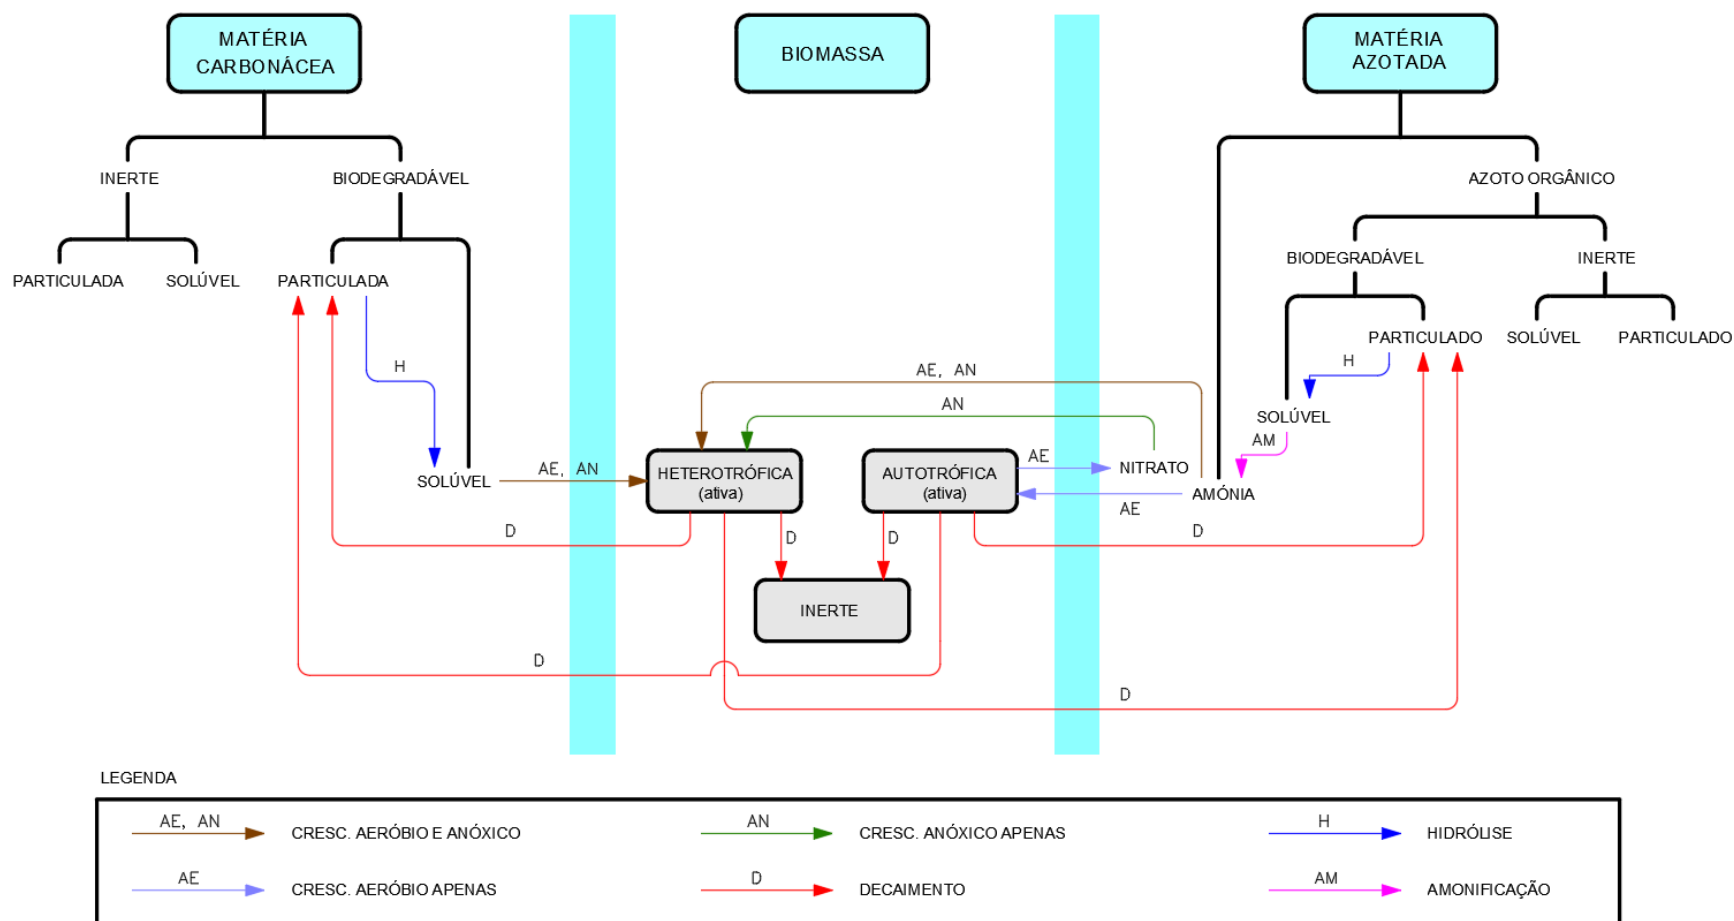 MATÉRIA
CARBONÁCEA
BIOMASSA
MATÉRIA
AZOTADA
INERTE
BIODEGRADÁVEL
AZOTO ORGÂNICO
PARTICULADA
SOLÚVEL
PARTICULADA
BIODEGRADÁVEL
INERTE
PARTICULADO
SOLÚVEL
PARTICULADO
H
H
AE, AN
AN
SOLÚVEL
AM
SOLÚVEL
AE, AN
HETEROTRÓFICA
(ativa)
AUTOTRÓFICA
(ativa)
AE
NITRATO
AE
AMÓNIA
D
D
D
D
INERTE
D
D
LEGENDA
AE, AN
CRESC. AERÓBIO E ANÓXICO
AN
CRESC. ANÓXICO APENAS
H
HIDRÓLISE
AE
CRESC. AERÓBIO APENAS
D
DECAIMENTO
AM
AMONIFICAÇÃO